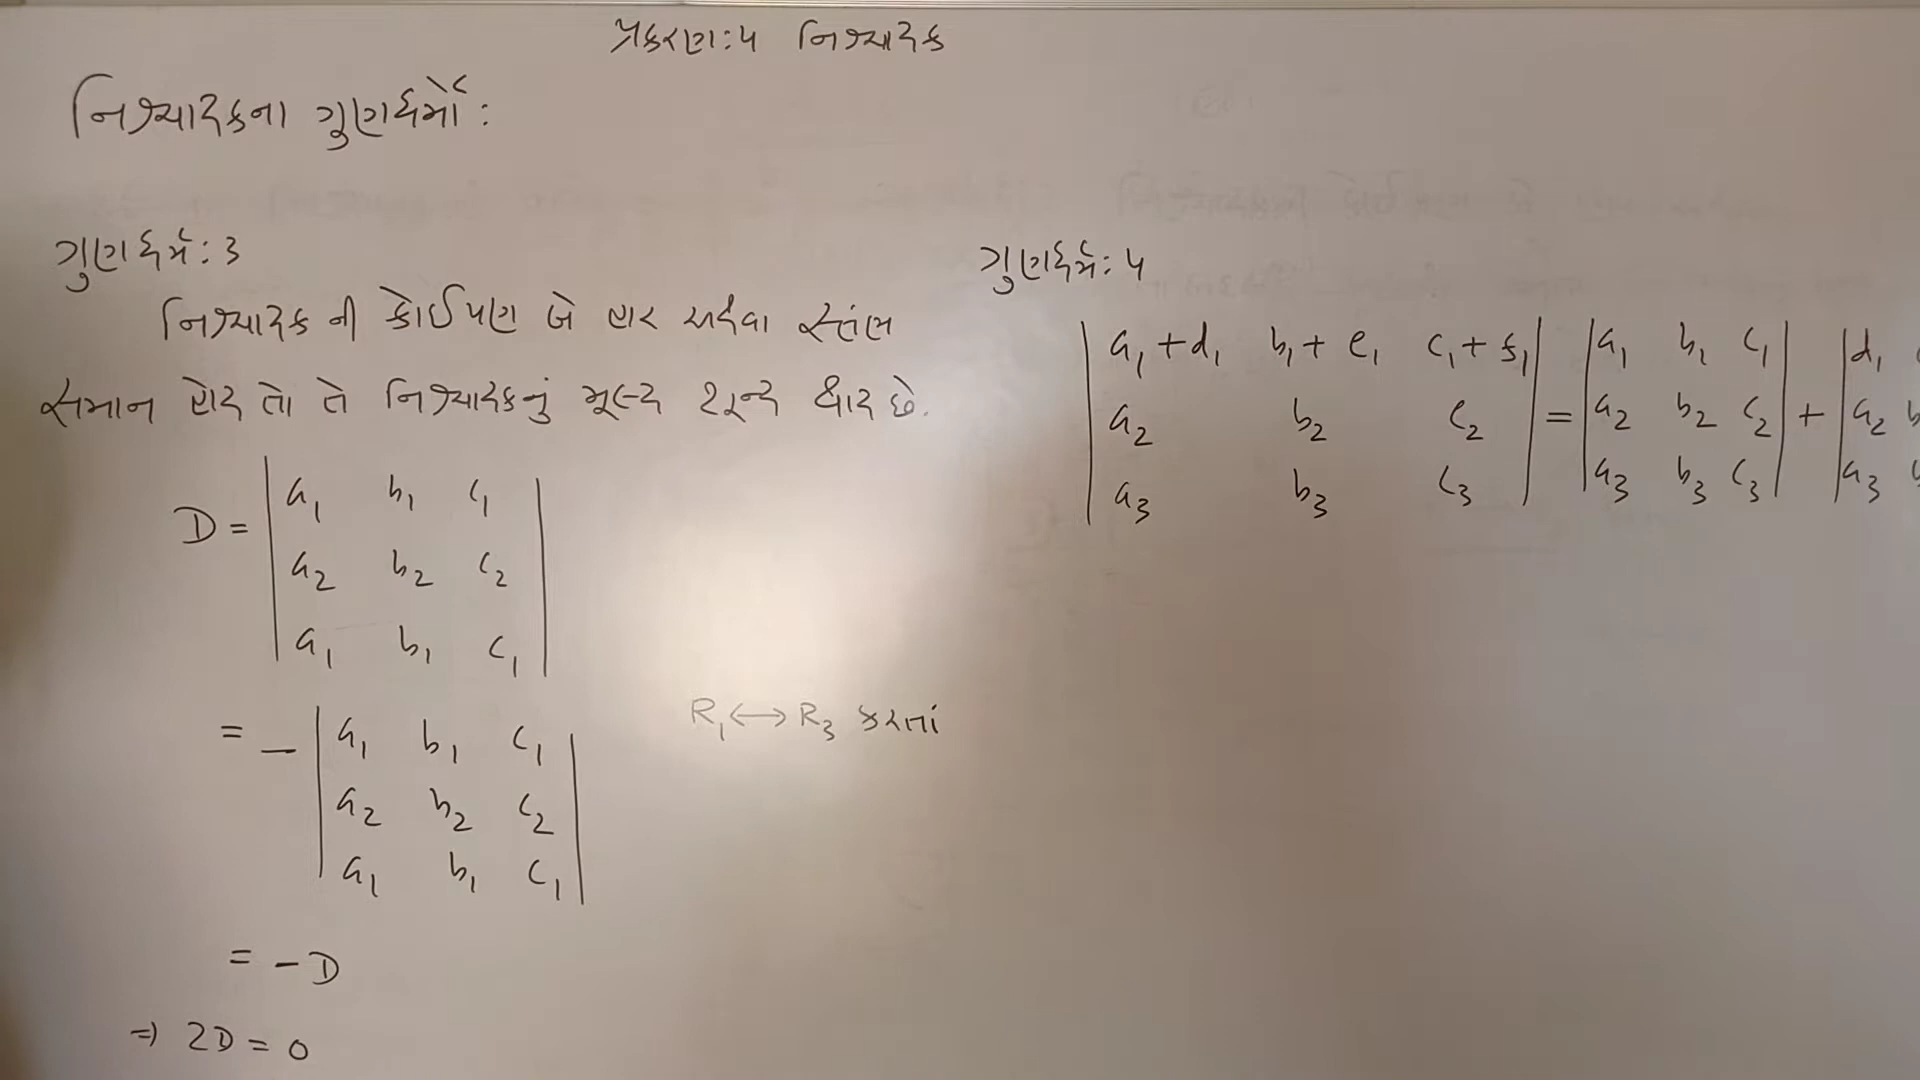 પ્રકરણ:૪ નિશ્ચાયક
નિશ્ચાયકના ગુણધર્મો:
ગુણધર્મ: 3
નિશ્ચાયક ની કોઈપણ બે હાર અથવા સ્તંભ
સમાન હોય તો તે નિશ્ચાયકનું મૂલ્ય શૂન્ય થાય છે.
D = | a₁ b₁ c₁ |
| a₂ b₂ c₂ |
| a₁ b₁ c₁ |
= - | a₁ b₁ c₁ | R₁ ↔ R₃ કરતાં
| a₂ b₂ c₂ |
| a₁ b₁ c₁ |
= - D
⇒ 2D = 0
ગુણધર્મ: ૪
| a₁ + d₁ b₁ + e₁ c₁ + f₁ | | a₁ b₁ c₁ | | d₁
| a₂ b₂ c₂ | = | a₂ b₂ c₂ | + | a₂ b
| a₃ b₃ c₃ | | a₃ b₃ c₃ | | a₃